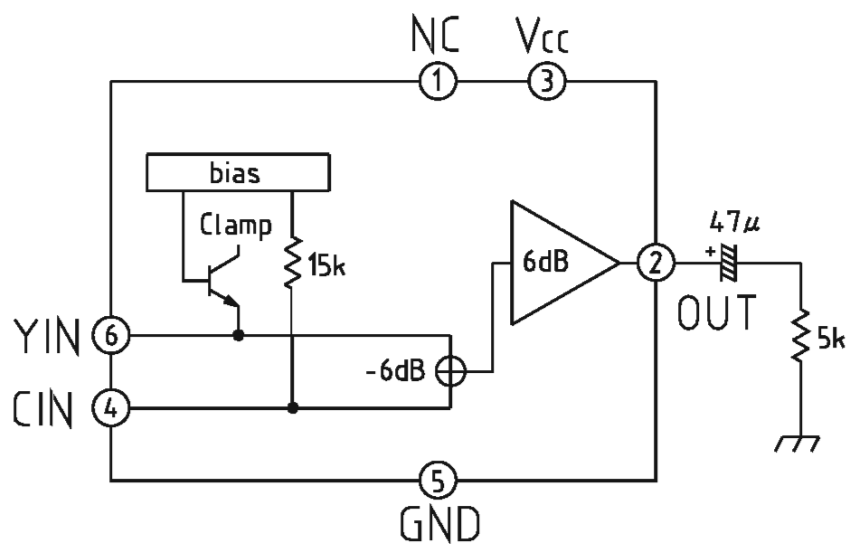 NC
Vcc
1
3
bias
Clamp
15k
6dB
47μ
+
2
OUT
5k
YIN
6
-6dB
CIN
4
5
GND